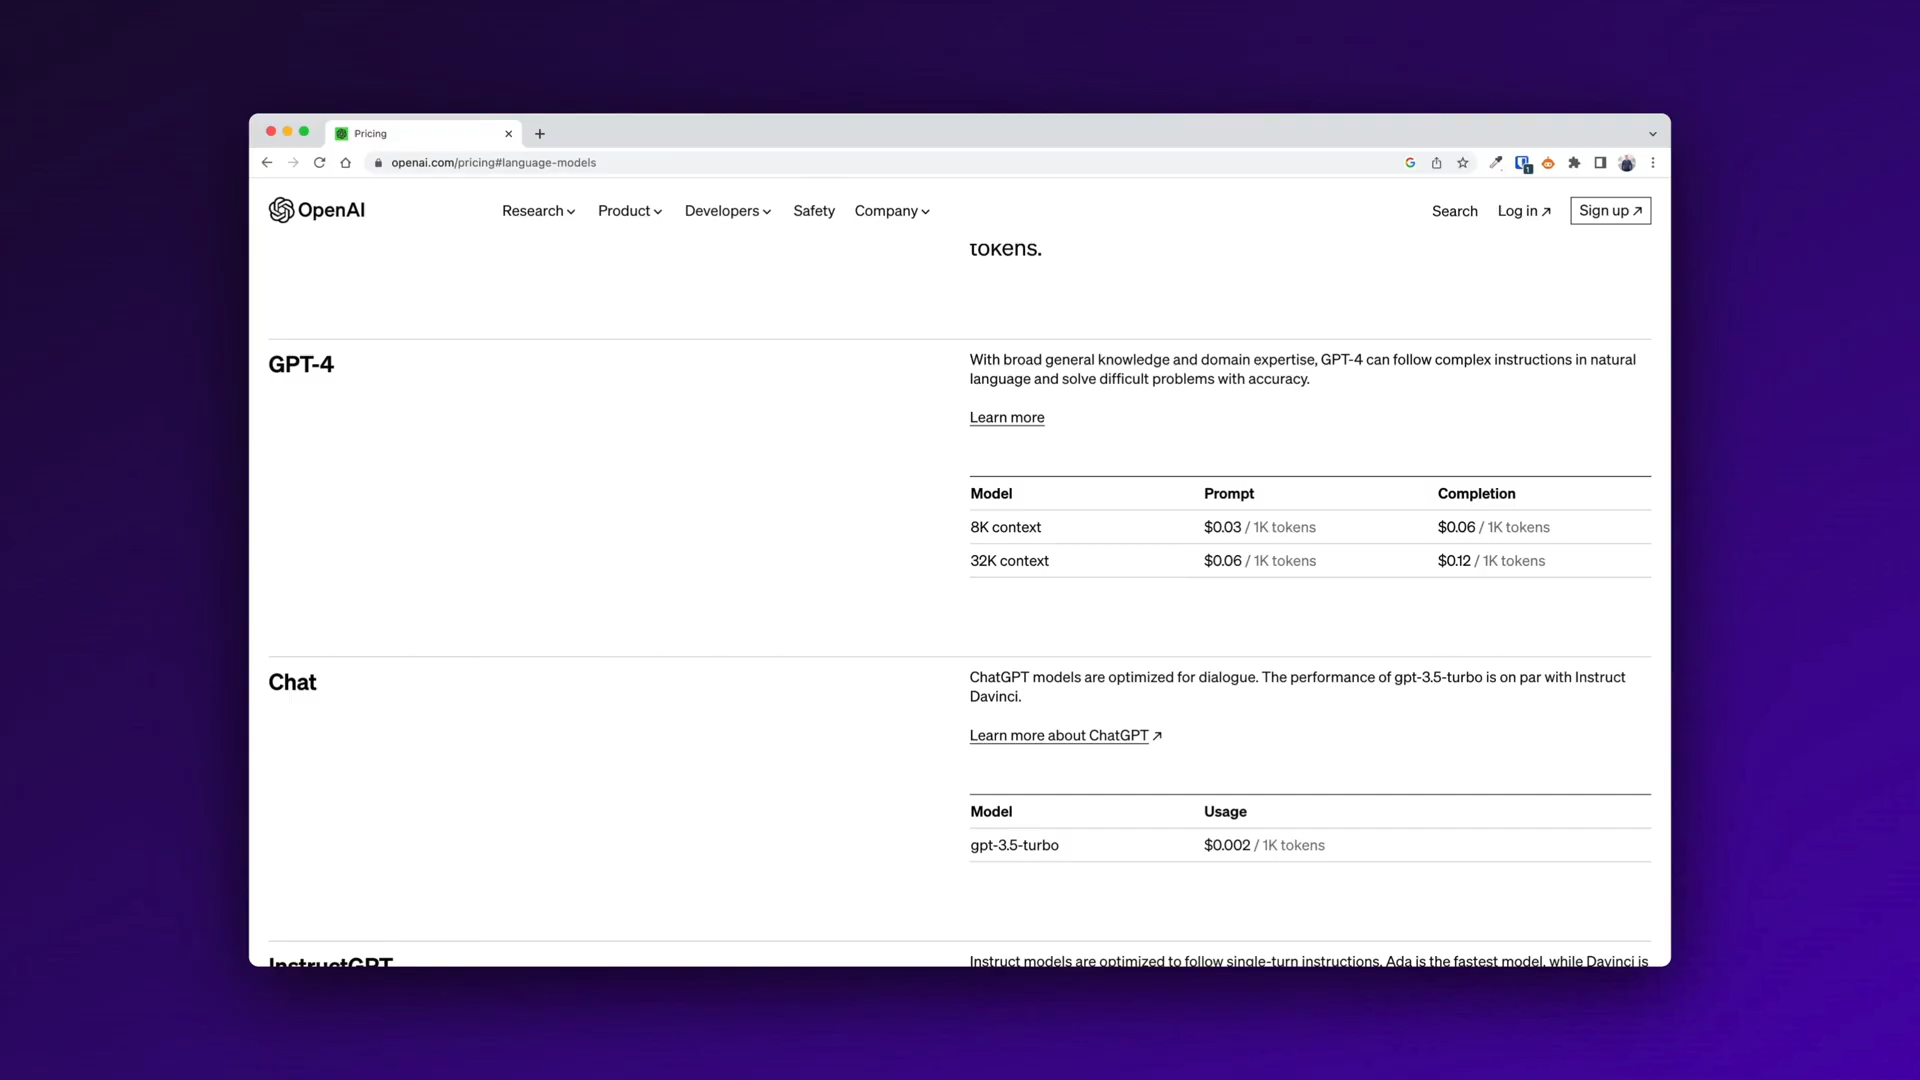 Pricing
openai.com/pricing#language-models
OpenAI
Research
Product
Developers
Safety
Company
Search
Log in ↗
Sign up ↗
tokens.
GPT-4
With broad general knowledge and domain expertise, GPT-4 can follow complex instructions in natural
language and solve difficult problems with accuracy.
Learn more
Model Prompt Completion
8K context $0.03 / 1K tokens $0.06 / 1K tokens
32K context $0.06 / 1K tokens $0.12 / 1K tokens
Chat
ChatGPT models are optimized for dialogue. The performance of gpt-3.5-turbo is on par with Instruct
Davinci.
Learn more about ChatGPT ↗
Model Usage
gpt-3.5-turbo $0.002 / 1K tokens
InstructGPT
Instruct models are optimized to follow single-turn instructions. Ada is the fastest model, while Davinci is